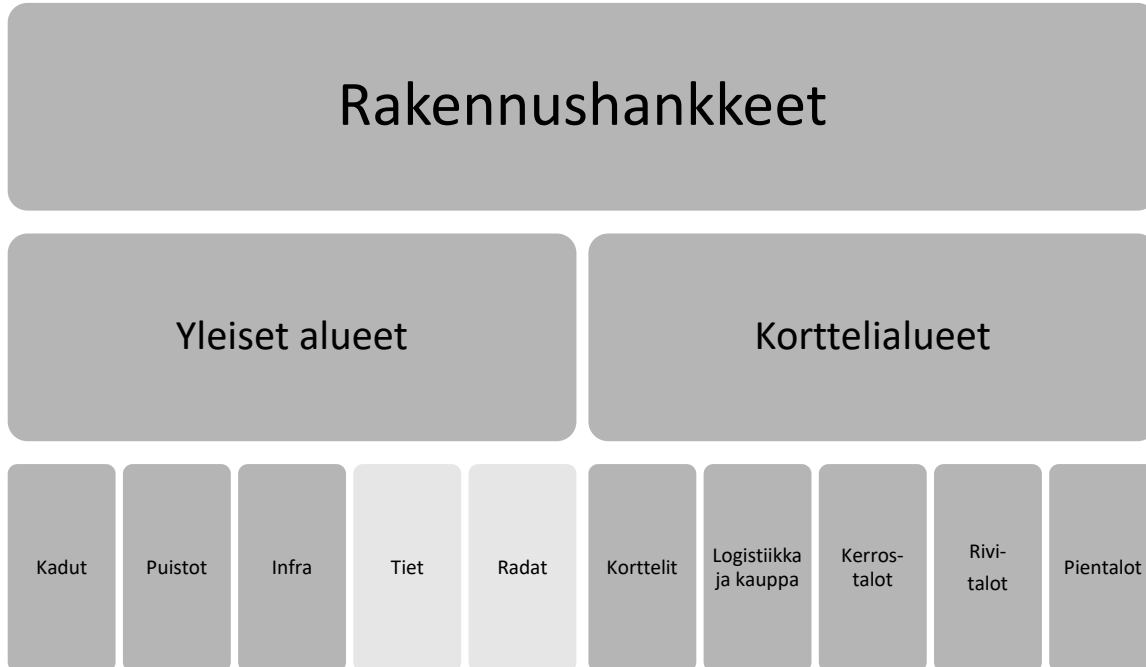 Rakennushankkeet
Yleiset alueet
Korttelialueet
Kadut
Puistot
Infra
Tiet
Radat
Korttelit
Logistiikka
ja kauppa
Kerros-
talot
Rivi-
talot
Pientalot